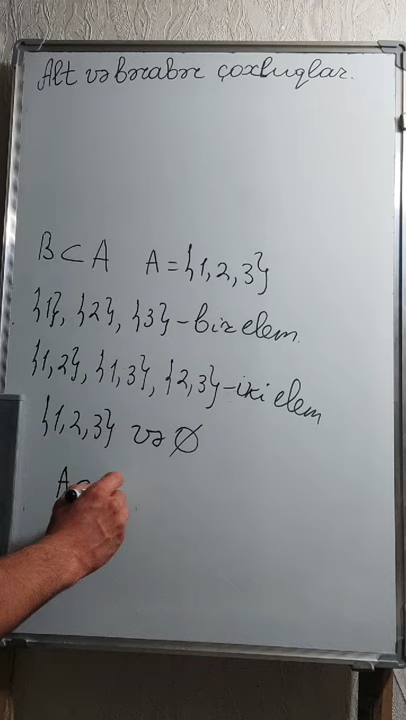 Alt və bərabər çoxluqlar.
B ⊂ A A = {1, 2, 3}
{1}, {2}, {3} – bir elem.
{1, 2}, {1, 3}, {2, 3} – iki elem
{1, 2, 3} və ∅
A